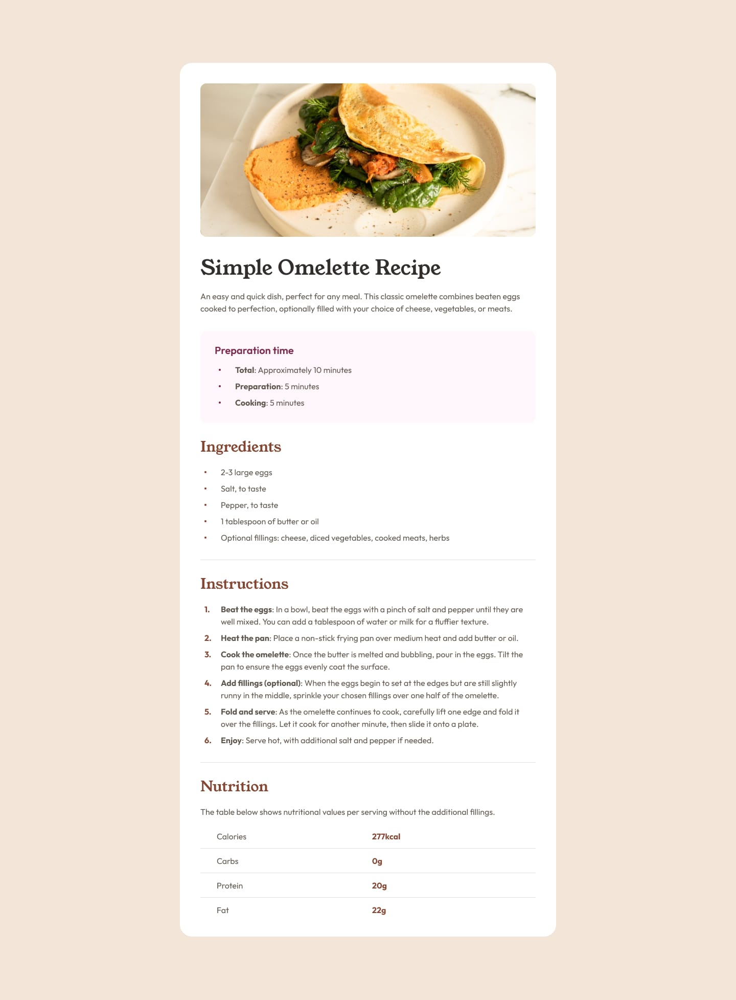 Simple Omelette Recipe
An easy and quick dish, perfect for any meal. This classic omelette combines beaten eggs
cooked to perfection, optionally filled with your choice of cheese, vegetables, or meats.
Preparation time
• Total: Approximately 10 minutes
• Preparation: 5 minutes
• Cooking: 5 minutes
Ingredients
• 2-3 large eggs
• Salt, to taste
• Pepper, to taste
• 1 tablespoon of butter or oil
• Optional fillings: cheese, diced vegetables, cooked meats, herbs
Instructions
1. Beat the eggs: In a bowl, beat the eggs with a pinch of salt and pepper until they are
well mixed. You can add a tablespoon of water or milk for a fluffier texture.
2. Heat the pan: Place a non-stick frying pan over medium heat and add butter or oil.
3. Cook the omelette: Once the butter is melted and bubbling, pour in the eggs. Tilt the
pan to ensure the eggs evenly coat the surface.
4. Add fillings (optional): When the eggs begin to set at the edges but are still slightly
runny in the middle, sprinkle your chosen fillings over one half of the omelette.
5. Fold and serve: As the omelette continues to cook, carefully lift one edge and fold it
over the fillings. Let it cook for another minute, then slide it onto a plate.
6. Enjoy: Serve hot, with additional salt and pepper if needed.
Nutrition
The table below shows nutritional values per serving without the additional fillings.
Calories 277kcal
Carbs 0g
Protein 20g
Fat 22g